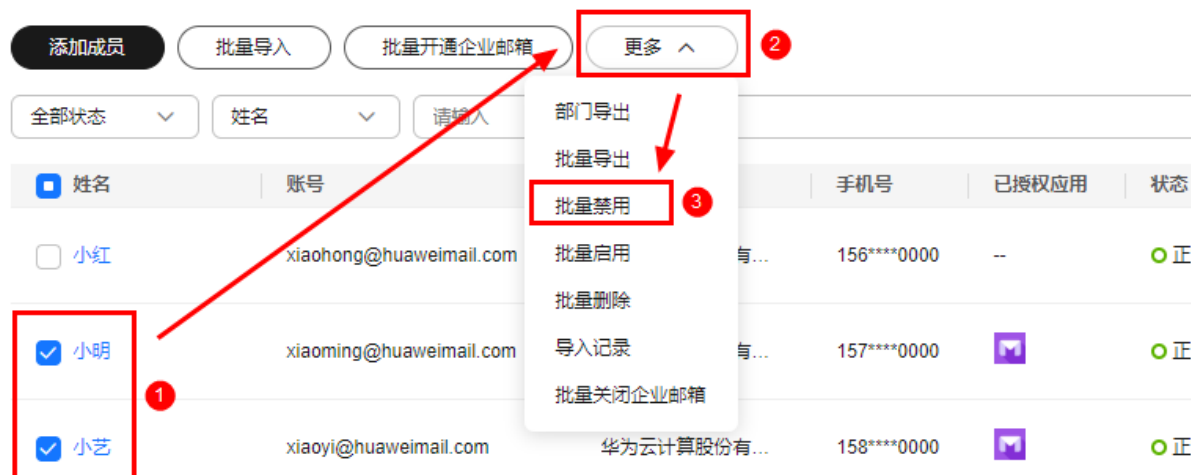 添加成员 批量导入 批量开通企业邮箱 更多 2
全部状态 姓名 请输入 部门导出
批量导出
姓名 账号 手机号 已授权应用 状态
批量禁用 3
小红 xiaohong@huaweimail.com 有... 156****0000 -- 正
批量启用
批量删除
小明 xiaoming@huaweimail.com 有... 157****0000 正
导入记录
1
批量关闭企业邮箱
小艺 xiaoyi@huaweimail.com 华为云计算股份有... 158****0000 正